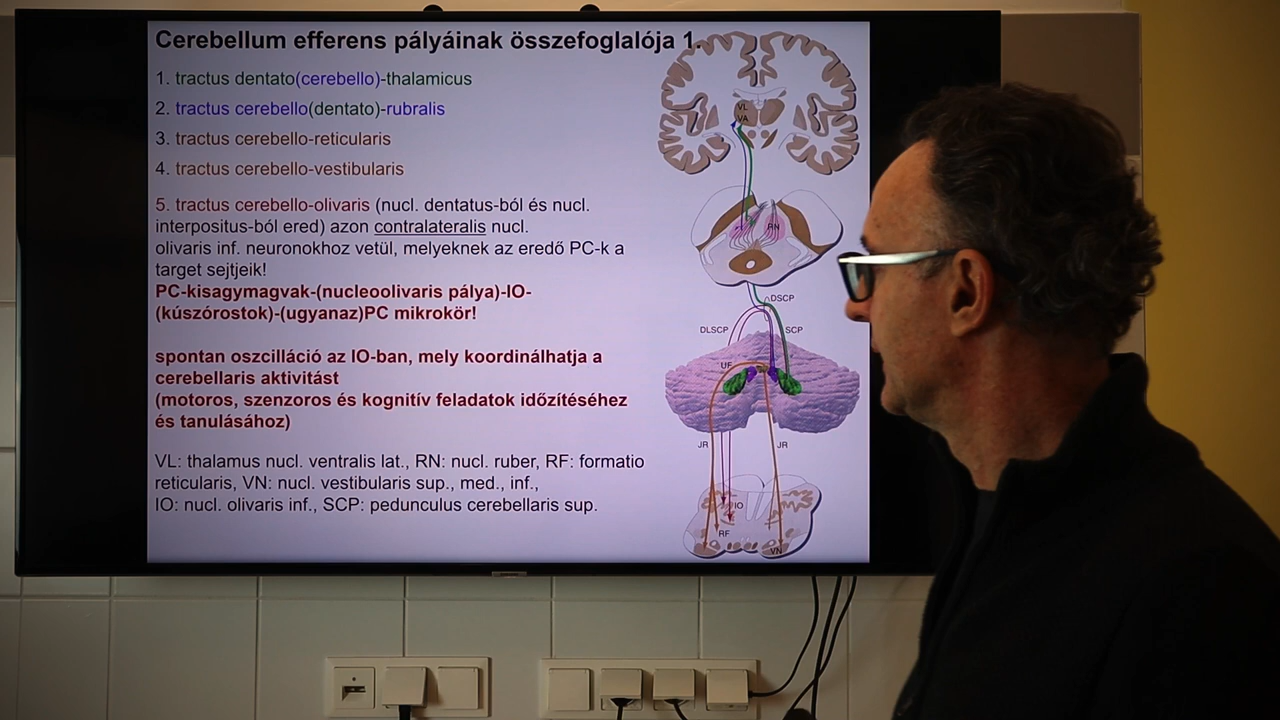 Cerebellum efferens pályáinak összefoglalója 1.
1. tractus dentato(cerebello)-thalamicus
2. tractus cerebello(dentato)-rubralis
3. tractus cerebello-reticularis
4. tractus cerebello-vestibularis
5. tractus cerebello-olivaris (nucl. dentatus-ból és nucl.
interpositus-ból ered) azon contralateralis nucl.
olivaris inf. neuronokhoz vetül, melyeknek az eredő PC-k a
target sejtjeik!
PC-kisagymagvak-(nucleoolivaris pálya)-IO-
(kúszórostok)-(ugyanaz)PC mikrokör!
spontan oszcilláció az IO-ban, mely koordinálhatja a
cerebellaris aktivitást
(motoros, szenzoros és kognitív feladatok időzítéséhez
és tanulásához)
VL: thalamus nucl. ventralis lat., RN: nucl. ruber, RF: formatio
reticularis, VN: nucl. vestibularis sup., med., inf.,
IO: nucl. olivaris inf., SCP: pedunculus cerebellaris sup.
VL
VA
RN
DSCP
DLSCP
SCP
UF
JR
JR
IO
RF
VN